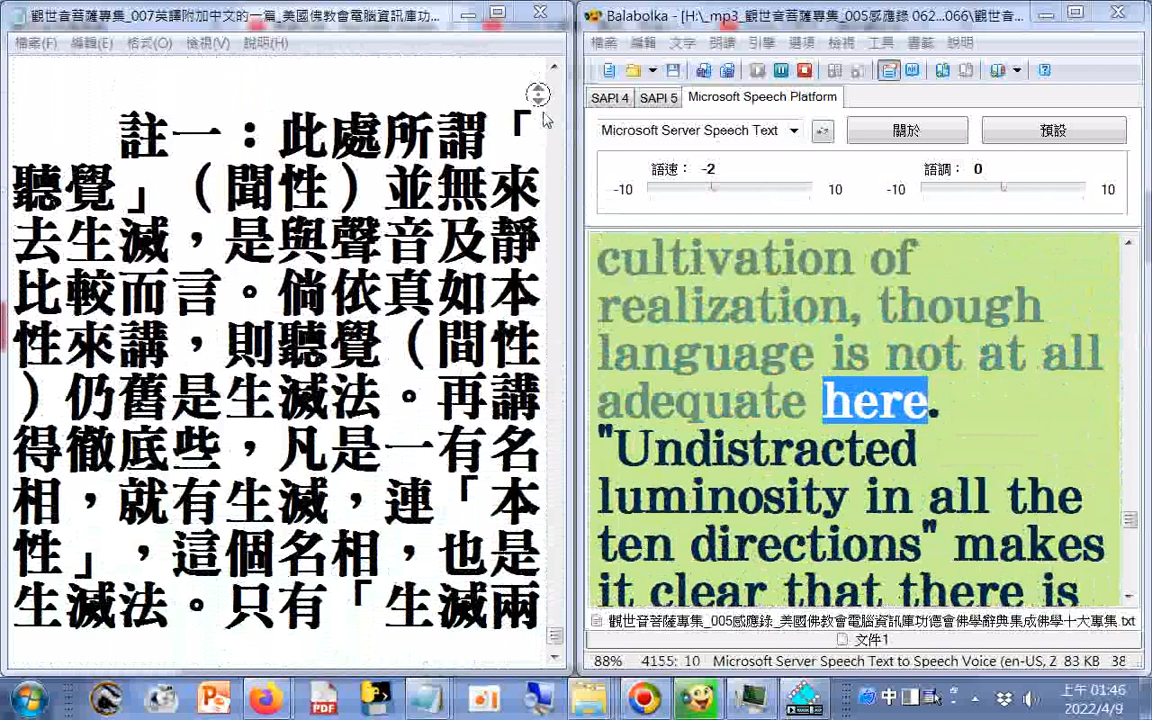 觀世音菩薩專集_007英譯附加中文的一篇_美國佛教會電腦資訊庫功...
檔案(F) 編輯(E) 格式(O) 檢視(V) 說明(H)
註一：此處所謂「
聽覺」（聞性）並無來
去生滅，是與聲音及靜
比較而言。倘依真如本
性來講，則聽覺（間性
）仍舊是生滅法。再講
得徹底些，凡是一有名
相，就有生滅，連「本
性」，這個名相，也是
生滅法。只有「生滅兩
Balabolka - [H:\_mp3_觀世音菩薩專集_005感應錄 062...066\觀世音...
檔案 編輯 文字 朗讀 引擎 選項 檢視 工具 書籤 說明
SAPI 4 SAPI 5 Microsoft Speech Platform
Microsoft Server Speech Text 關於 預設
語速： -2 語調： 0
-10 10 -10 10
cultivation of
realization, though
language is not at all
adequate here.
"Undistracted
luminosity in all the
ten directions" makes
it clear that there is
觀世音菩薩專集_005感應錄_美國佛教會電腦資訊庫功德會佛學辭典集成佛學十大專集 txt
文件1
88% 4155: 10 Microsoft Server Speech Text to Speech Voice (en-US, Z 83 KB 38
中
上午 01:46
2022/4/9